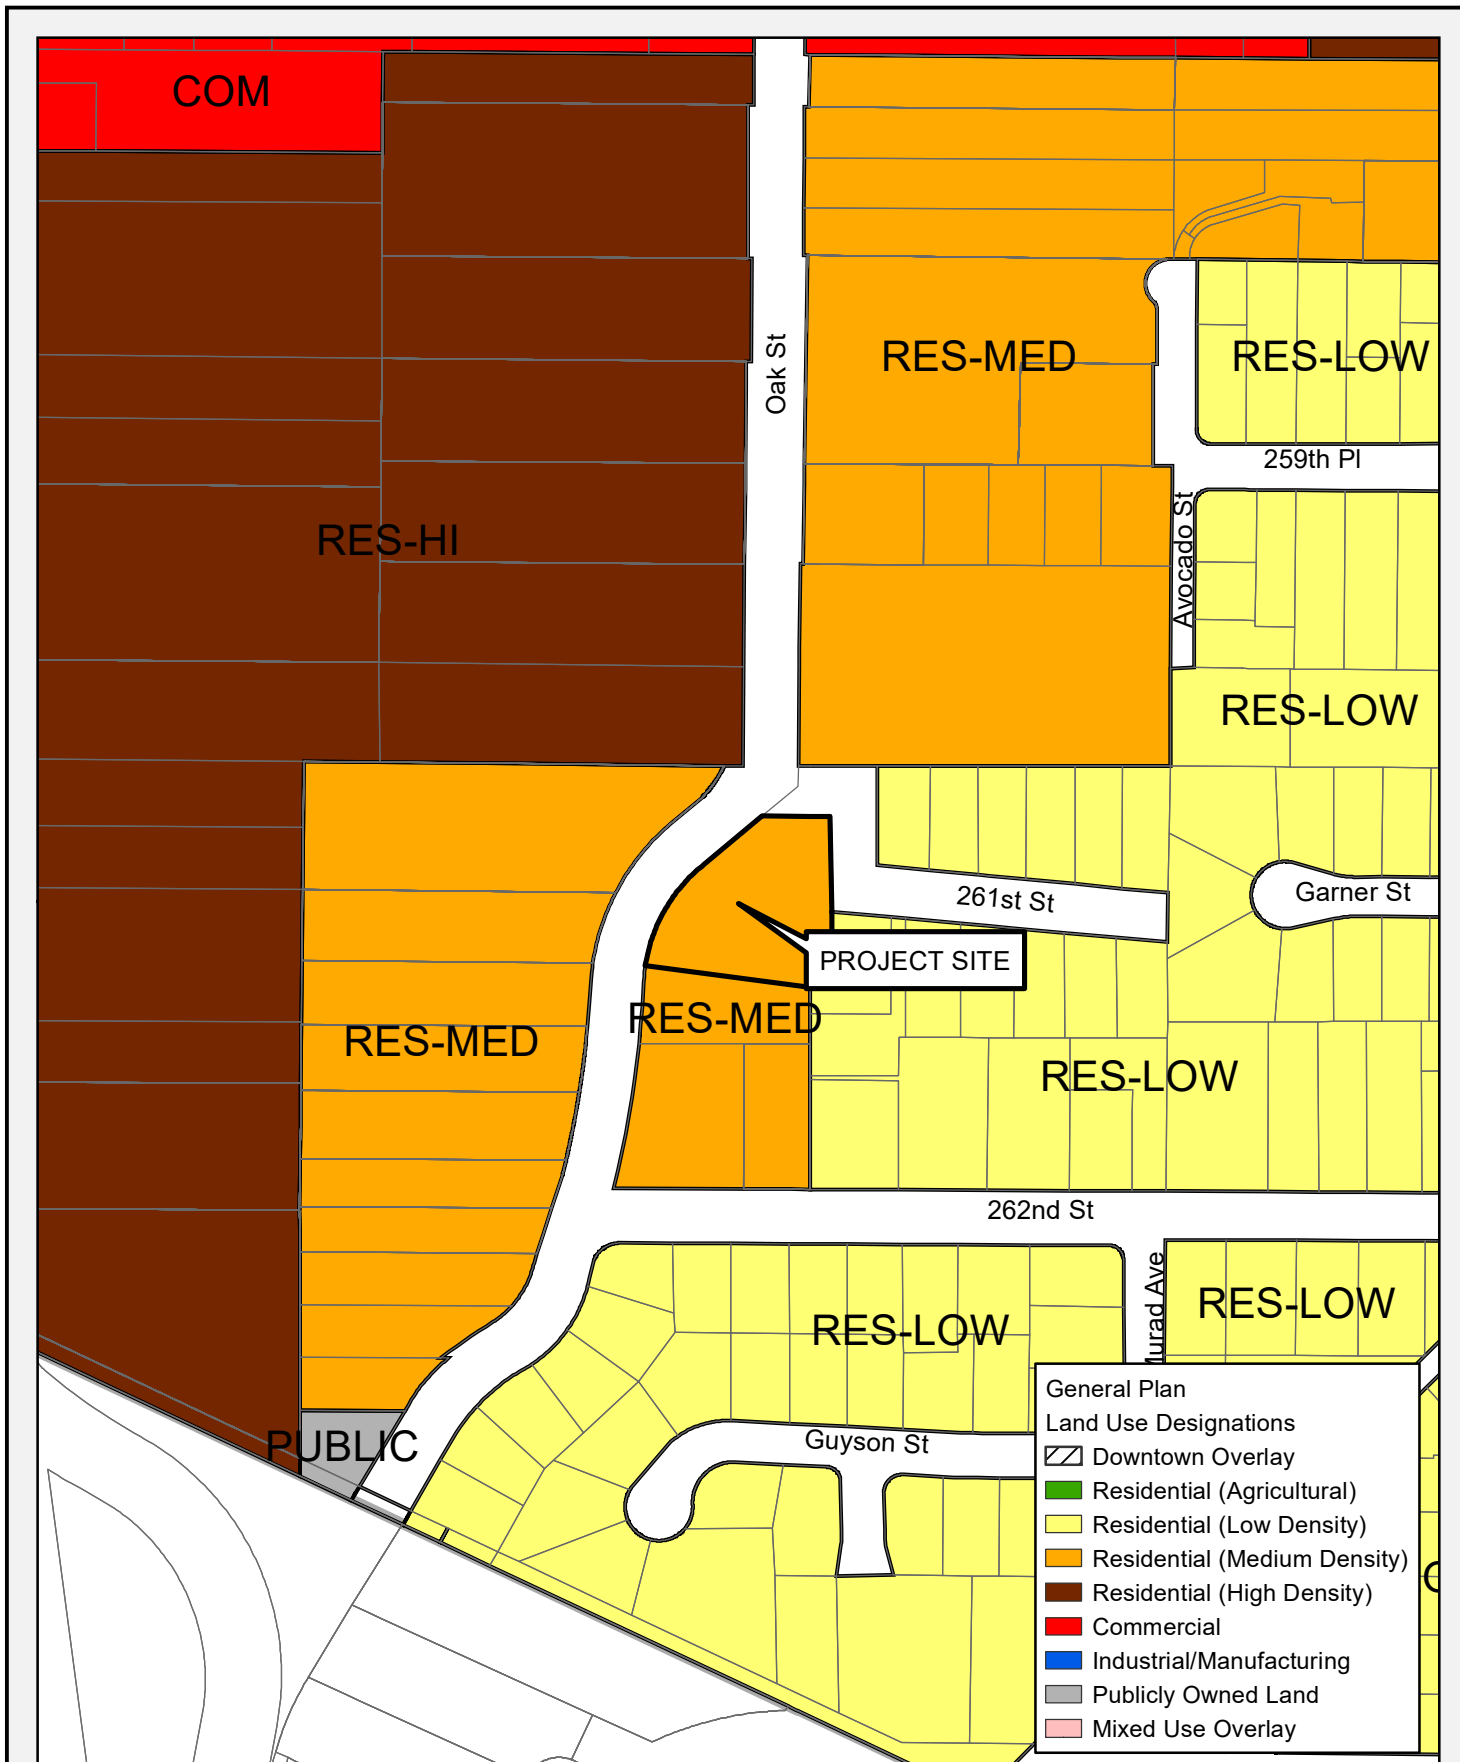 COM
Oak St
RES-MED
RES-LOW
259th Pl
Avocado St
RES-HI
RES-LOW
261st St
Garner St
PROJECT SITE
RES-MED
RES-MED
RES-LOW
262nd St
Murad Ave
RES-LOW
RES-LOW
PUBLIC
Guyson St
General Plan
Land Use Designations
Downtown Overlay
Residential (Agricultural)
Residential (Low Density)
Residential (Medium Density)
Residential (High Density)
Commercial
Industrial/Manufacturing
Publicly Owned Land
Mixed Use Overlay